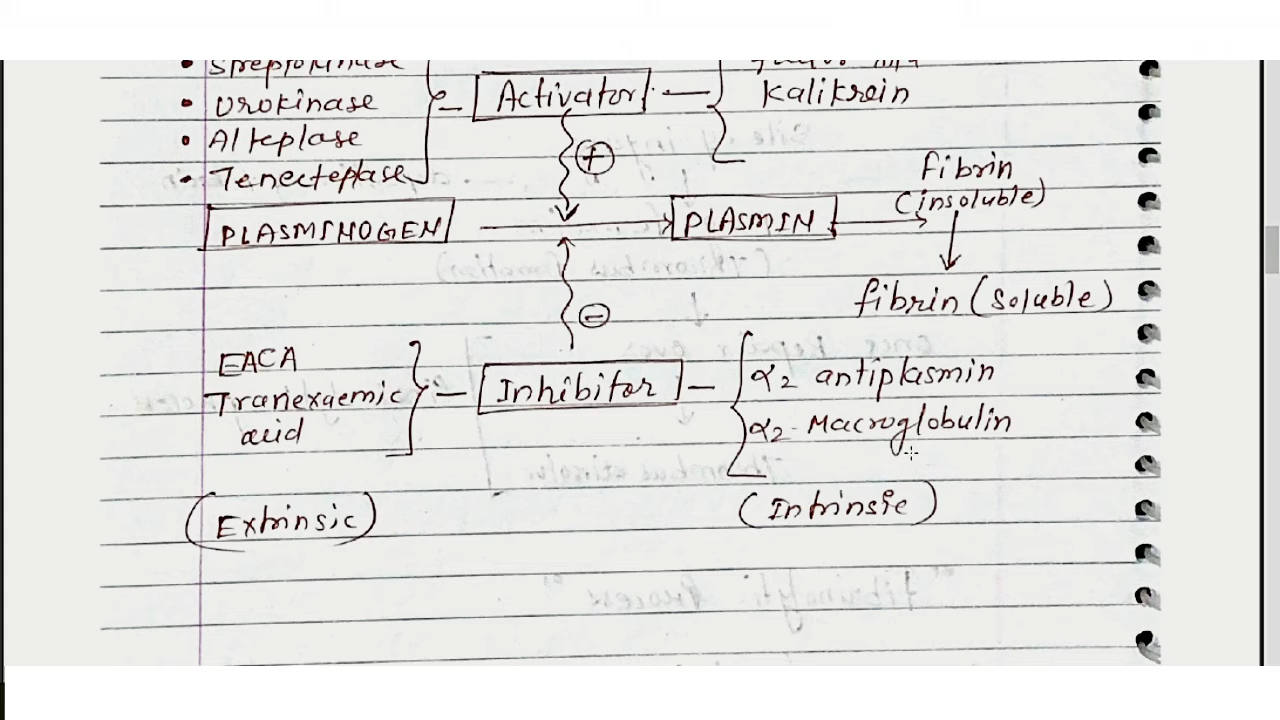 • Urokinase
• Alteplase
• Tenecteplase
Activator
Kalikrein
+
PLASMINOGEN
PLASMIN
fibrin
(insoluble)
fibrin (soluble)
−
EACA
Tranexaemic
acid
Inhibitor
α2 antiplasmin
α2-Macroglobulin
(Extrinsic)
(Intrinsic)